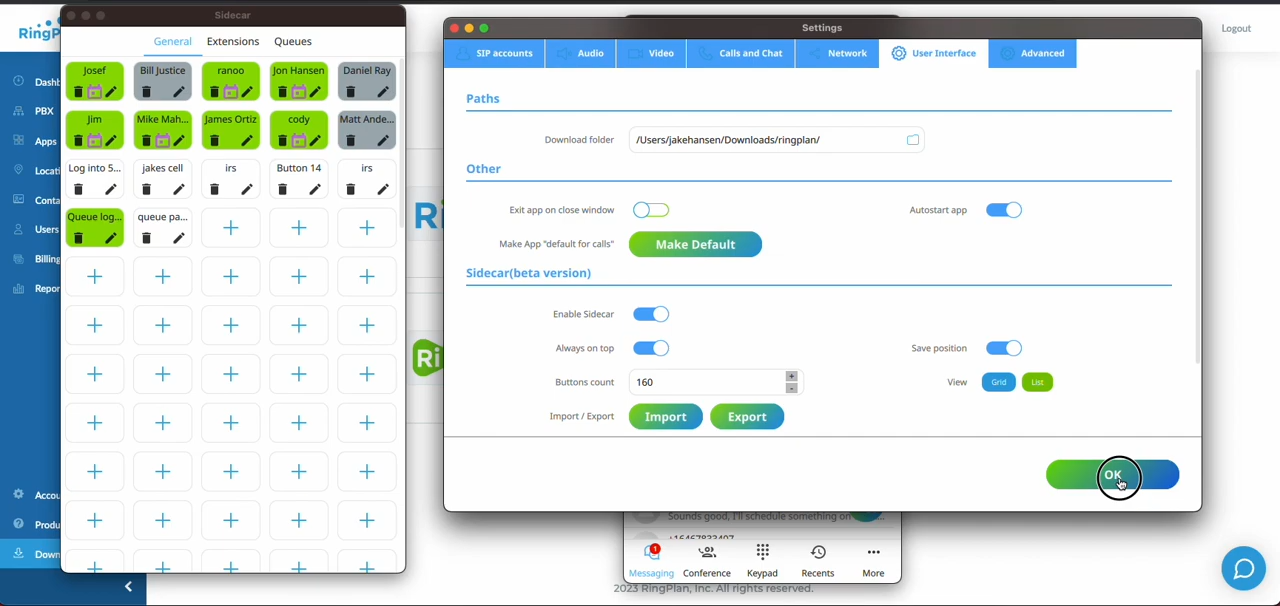 Sidecar
General Extensions Queues
Josef Bill Justice ranoo Jon Hansen Daniel Ray
Jim Mike Mah... James Ortiz cody Matt Ande...
Log into 5... jakes cell irs Button 14 irs
Queue log... queue pa...
RingP
Dashb
PBX
Apps
Locati
Conta
Users
Billing
Repor
Accou
Produ
Down
Settings
SIP accounts Audio Video Calls and Chat Network User Interface Advanced
Paths
Download folder /Users/jakehansen/Downloads/ringplan/
Other
Exit app on close window Autostart app
Make App "default for calls" Make Default
Sidecar(beta version)
Enable Sidecar
Always on top Save position
Buttons count 160 + - View Grid List
Import / Export Import Export
OK
Logout
Ri
Ri
Sounds good, I'll schedule something on
+16467833407
1
Messaging Conference Keypad Recents More
2023 RingPlan, Inc. All rights reserved.